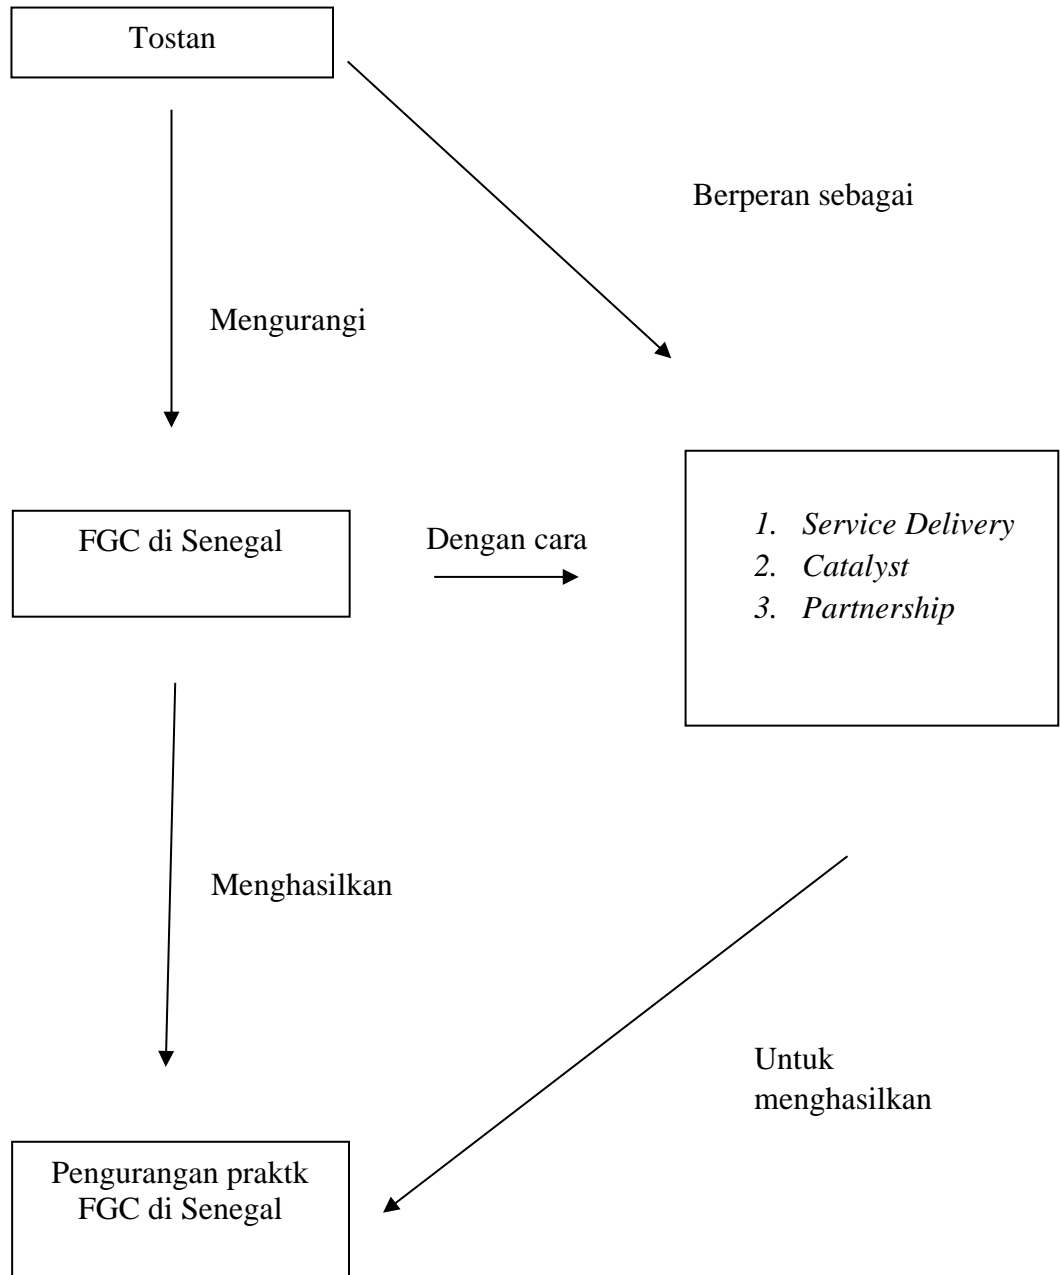 Tostan
Berperan sebagai
Mengurangi
FGC di Senegal
Dengan cara
1. Service Delivery
2. Catalyst
3. Partnership
Menghasilkan
Untuk
menghasilkan
Pengurangan praktk
FGC di Senegal